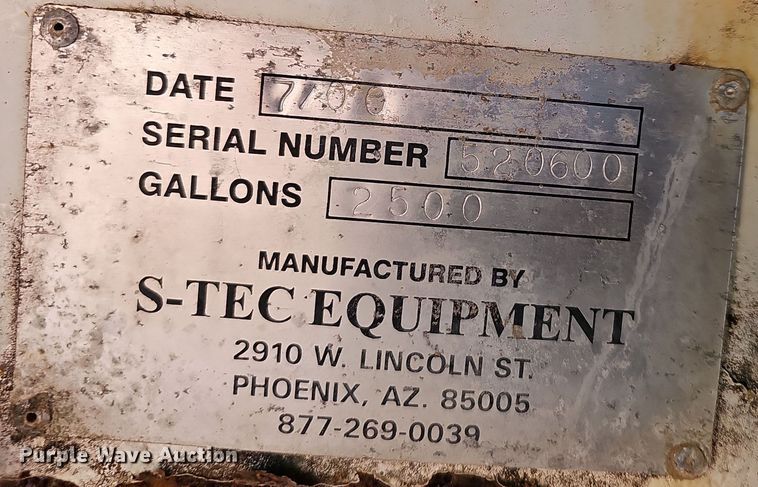 DATE 7/00
SERIAL NUMBER 520600
GALLONS 2500
MANUFACTURED BY
S-TEC EQUIPMENT
2910 W. LINCOLN ST.
PHOENIX, AZ. 85005
877-269-0039
Purple Wave Auction